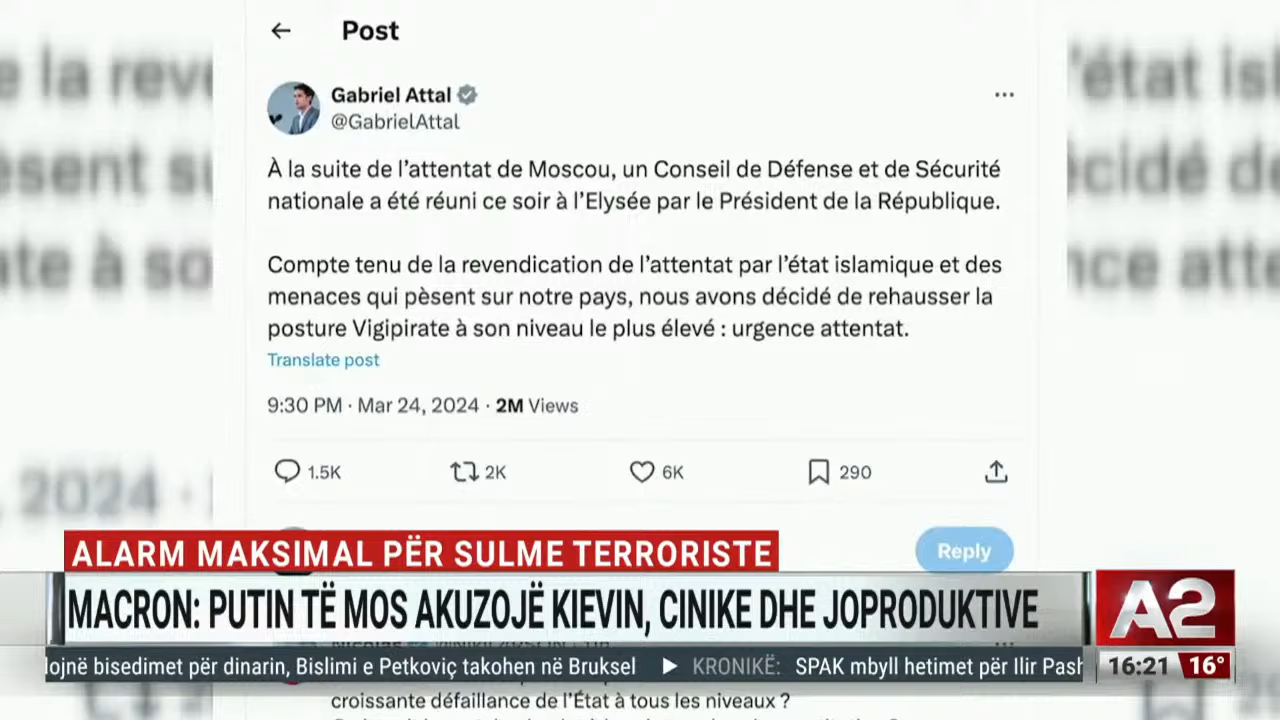 Post
Gabriel Attal
@GabrielAttal
À la suite de l'attentat de Moscou, un Conseil de Défense et de Sécurité
nationale a été réuni ce soir à l'Elysée par le Président de la République.
Compte tenu de la revendication de l'attentat par l'état islamique et des
menaces qui pèsent sur notre pays, nous avons décidé de rehausser la
posture Vigipirate à son niveau le plus élevé : urgence attentat.
Translate post
9:30 PM · Mar 24, 2024 · 2M Views
1.5K 2K 6K 290
Reply
ALARM MAKSIMAL PËR SULME TERRORISTE
MACRON: PUTIN TË MOS AKUZOJË KIEVIN, CINIKE DHE JOPRODUKTIVE
A2
lojnë bisedimet për dinarin, Bislimi e Petkoviç takohen në Bruksel ▶ KRONIKË: SPAK mbyll hetimet për Ilir Pash
16:21 16°
croissante défaillance de l'État à tous les niveaux ?